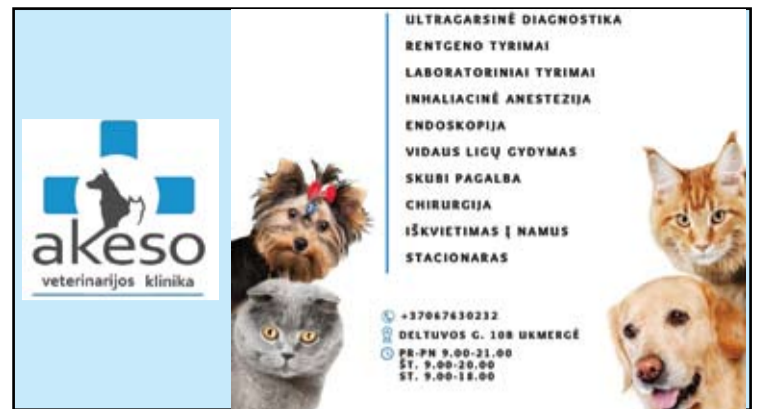 akeso
veterinarijos klinika
ULTRAGARSINĖ DIAGNOSTIKA
RENTGENO TYRIMAI
LABORATORINIAI TYRIMAI
INHALIACINĖ ANESTEZIJA
ENDOSKOPIJA
VIDAUS LIGŲ GYDYMAS
SKUBI PAGALBA
CHIRURGIJA
IŠKVIETIMAS Į NAMUS
STACIONARAS
+37067630232
DELTUVOS G. 108 UKMERGĖ
PR-PN 9.00-21.00
ŠT. 9.00-20.00
ST. 9.00-18.00